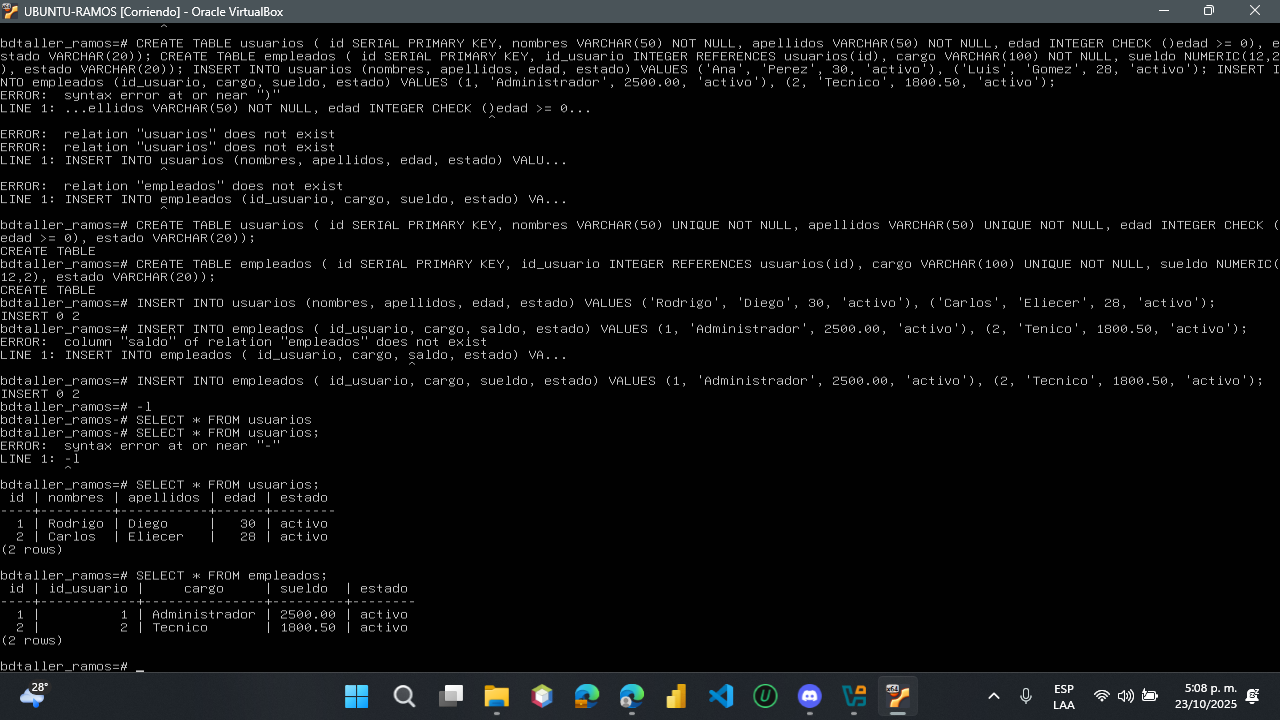 UBUNTU-RAMOS [Corriendo] - Oracle VirtualBox
^
bdtaller_ramos=# CREATE TABLE usuarios ( id SERIAL PRIMARY KEY, nombres VARCHAR(50) NOT NULL, apellidos VARCHAR(50) NOT NULL, edad INTEGER CHECK ()edad >= 0), e
stado VARCHAR(20)); CREATE TABLE empleados ( id SERIAL PRIMARY KEY, id_usuario INTEGER REFERENCES usuarios(id), cargo VARCHAR(100) NOT NULL, sueldo NUMERIC(12,2
), estado VARCHAR(20)); INSERT INTO usuarios (nombres, apellidos, edad, estado) VALUES ('Ana', 'Perez', 30, 'activo'), ('Luis', 'Gomez', 28, 'activo'); INSERT I
NTO empleados (id_usuario, cargo, sueldo, estado) VALUES (1, 'Administrador', 2500.00, 'activo'), (2, 'Tecnico', 1800.50, 'activo');
ERROR:  syntax error at or near ")"
LINE 1: ...ellidos VARCHAR(50) NOT NULL, edad INTEGER CHECK ()edad >= 0...
^
ERROR:  relation "usuarios" does not exist
ERROR:  relation "usuarios" does not exist
LINE 1: INSERT INTO usuarios (nombres, apellidos, edad, estado) VALU...
^
ERROR:  relation "empleados" does not exist
LINE 1: INSERT INTO empleados (id_usuario, cargo, sueldo, estado) VA...
^
bdtaller_ramos=# CREATE TABLE usuarios ( id SERIAL PRIMARY KEY, nombres VARCHAR(50) UNIQUE NOT NULL, apellidos VARCHAR(50) UNIQUE NOT NULL, edad INTEGER CHECK (
edad >= 0), estado VARCHAR(20));
CREATE TABLE
bdtaller_ramos=# CREATE TABLE empleados ( id SERIAL PRIMARY KEY, id_usuario INTEGER REFERENCES usuarios(id), cargo VARCHAR(100) UNIQUE NOT NULL, sueldo NUMERIC(
12,2), estado VARCHAR(20));
CREATE TABLE
bdtaller_ramos=# INSERT INTO usuarios (nombres, apellidos, edad, estado) VALUES ('Rodrigo', 'Diego', 30, 'activo'), ('Carlos', 'Eliecer', 28, 'activo');
INSERT 0 2
bdtaller_ramos=# INSERT INTO empleados ( id_usuario, cargo, saldo, estado) VALUES (1, 'Administrador', 2500.00, 'activo'), (2, 'Tenico', 1800.50, 'activo');
ERROR:  column "saldo" of relation "empleados" does not exist
LINE 1: INSERT INTO empleados ( id_usuario, cargo, saldo, estado) VA...
^
bdtaller_ramos=# INSERT INTO empleados ( id_usuario, cargo, sueldo, estado) VALUES (1, 'Administrador', 2500.00, 'activo'), (2, 'Tecnico', 1800.50, 'activo');
INSERT 0 2
bdtaller_ramos=# -l
bdtaller_ramos-# SELECT * FROM usuarios
bdtaller_ramos-# SELECT * FROM usuarios;
ERROR:  syntax error at or near "-"
LINE 1: -l
^
bdtaller_ramos=# SELECT * FROM usuarios;
id | nombres | apellidos | edad | estado
----+---------+-----------+------+--------
1 | Rodrigo | Diego     |   30 | activo
2 | Carlos  | Eliecer   |   28 | activo
(2 rows)
bdtaller_ramos=# SELECT * FROM empleados;
id | id_usuario |     cargo     | sueldo  | estado
----+------------+---------------+---------+--------
1 |          1 | Administrador | 2500.00 | activo
2 |          2 | Tecnico       | 1800.50 | activo
(2 rows)
bdtaller_ramos=# _
28°
x64
ESP
LAA
5:08 p. m.
23/10/2025